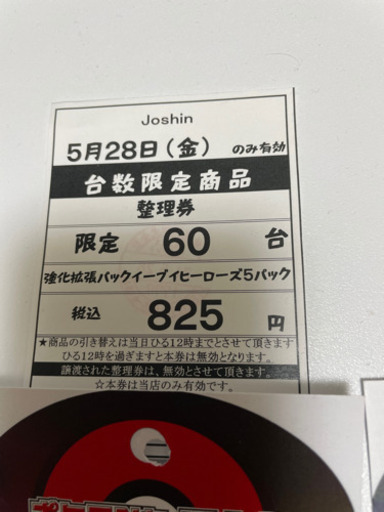 Joshin
5月28日(金) のみ有効
台数限定商品
整理券
限定 60 台
強化拡張パックイーブイヒーローズ5パック
税込 825 円
★商品の引き替えは当日ひる12時までとさせて頂きます
ひる12時を過ぎますと本券は無効となります。
譲渡された整理券は、無効とさせて頂きます。
☆本券は当店のみ有効です。